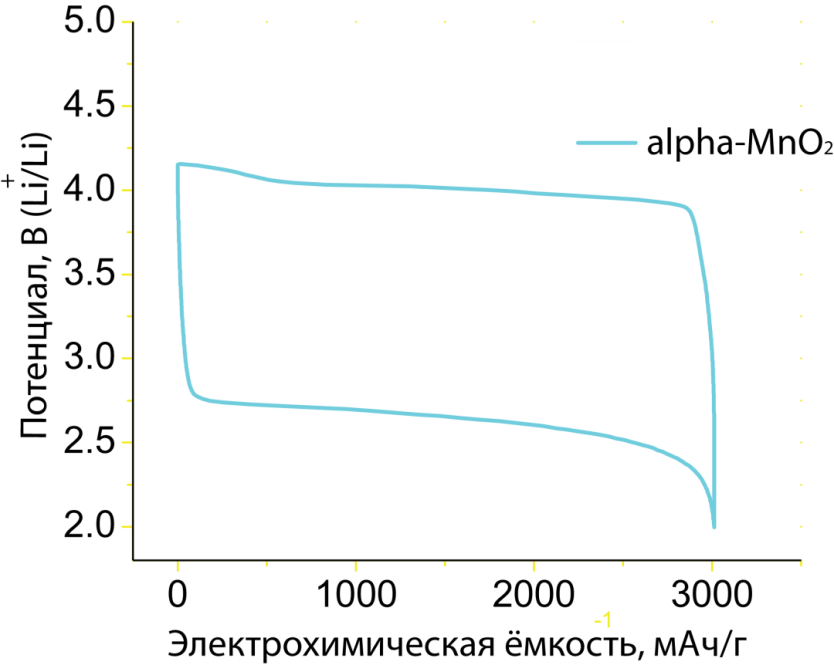 5.0
4.5
alpha-MnO₂
4.0
3.5
3.0
2.5
2.0
Потенциал, В (Li/Li)
+
0 1000 2000 3000
-1
Электрохимическая ёмкость, мАч/г